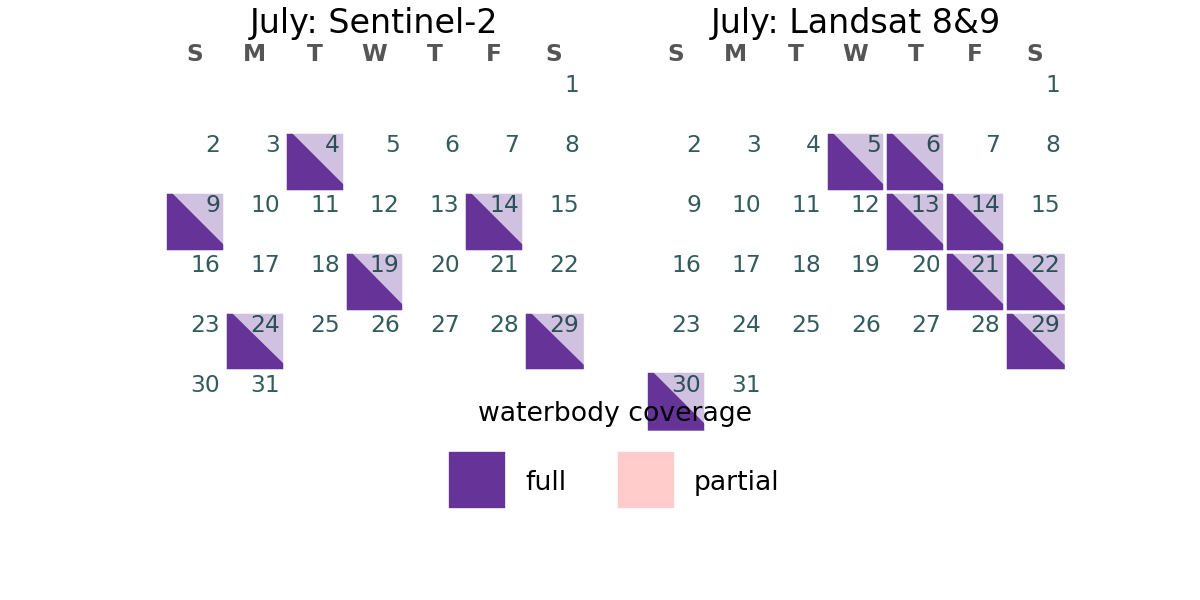 July: Sentinel-2
S M T W T F S
1
2 3 4 5 6 7 8
9 10 11 12 13 14 15
16 17 18 19 20 21 22
23 24 25 26 27 28 29
30 31
July: Landsat 8&9
S M T W T F S
1
2 3 4 5 6 7 8
9 10 11 12 13 14 15
16 17 18 19 20 21 22
23 24 25 26 27 28 29
30 31
waterbody coverage
full partial